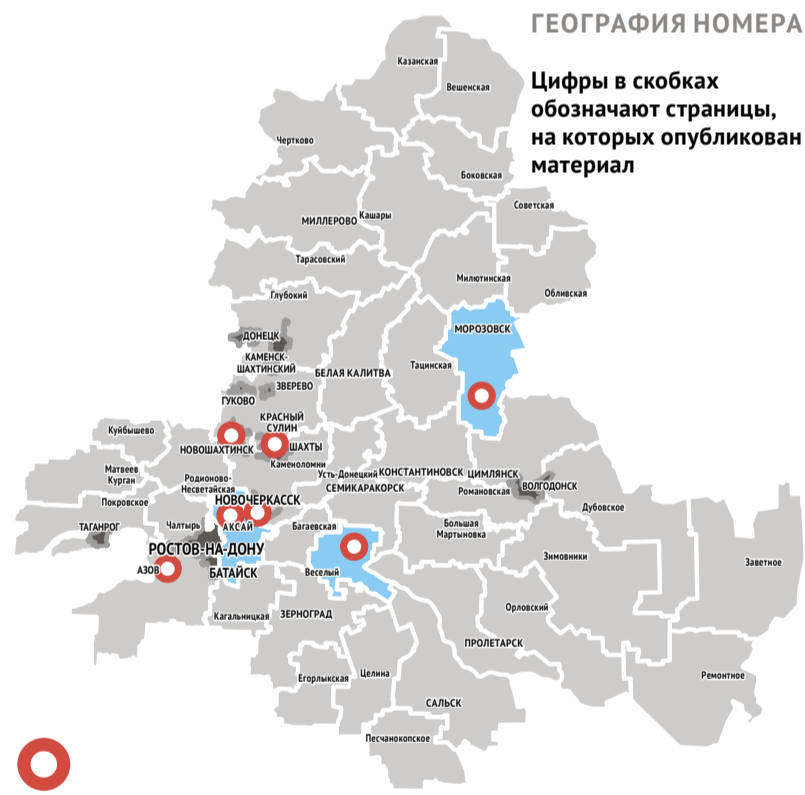 ГЕОГРАФИЯ НОМЕРА
Цифры в скобках
обозначают страницы,
на которых опубликован
материал
Казанская
Вешенская
Чертково
Боковская
Советская
МИЛЛЕРОВО
Кашары
Тарасовский
Милютинская
Обливская
Глубокий
МОРОЗОВСК
ДОНЕЦК
КАМЕНСК-
ШАХТИНСКИЙ
Тацинская
БЕЛАЯ КАЛИТВА
ЗВЕРЕВО
ГУКОВО
КРАСНЫЙ
СУЛИН
Куйбышево
НОВОШАХТИНСК
ШАХТЫ
Каменоломни
Матвеев
Курган
Родионово-
Несветайская
Усть-Донецкий
КОНСТАНТИНОВСК
ЦИМЛЯНСК
СЕМИКАРАКОРСК
Романовская
ВОЛГОДОНСК
Покровское
НОВОЧЕРКАССК
Дубовское
ТАГАНРОГ
Чалтырь
АКСАЙ
Багаевская
Большая
Мартыновка
РОСТОВ-НА-ДОНУ
Зимовники
Заветное
АЗОВ
БАТАЙСК
Веселый
Кагальницкая
ЗЕРНОГРАД
Орловский
ПРОЛЕТАРСК
Егорлыкская
Целина
Ремонтное
САЛЬСК
Песчанокопское